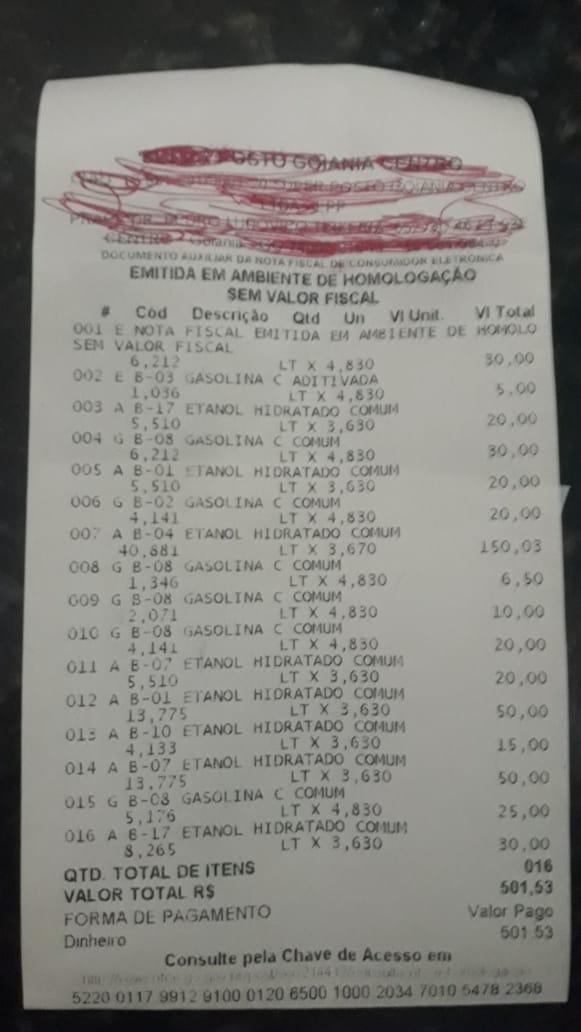 POSTO GOIANIA CENTRO
POSTO GOIANIA CENTRO
DOCUMENTO AUXILIAR DA NOTA FISCAL DE CONSUMIDOR ELETRONICA
EMITIDA EM AMBIENTE DE HOMOLOGAÇÃO
SEM VALOR FISCAL
# Cód Descrição Qtd Un Vl Unit. Vl Total
001 E NOTA FISCAL EMITIDA EM AMBIENTE DE HOMOLO
SEM VALOR FISCAL
6,212 LT X 4,830 30,00
002 E B-03 GASOLINA C ADITIVADA
1,036 LT X 4,830 5,00
003 A B-17 ETANOL HIDRATADO COMUM
5,510 LT X 3,630 20,00
004 G B-08 GASOLINA C COMUM
6,212 LT X 4,830 30,00
005 A B-01 ETANOL HIDRATADO COMUM
5,510 LT X 3,630 20,00
006 G B-02 GASOLINA C COMUM
4,141 LT X 4,830 20,00
007 A B-04 ETANOL HIDRATADO COMUM
40,881 LT X 3,670 150,03
008 G B-08 GASOLINA C COMUM
1,346 LT X 4,830 6,50
009 G B-08 GASOLINA C COMUM
2,071 LT X 4,830 10,00
010 G B-08 GASOLINA C COMUM
4,141 LT X 4,830 20,00
011 A B-07 ETANOL HIDRATADO COMUM
5,510 LT X 3,630 20,00
012 A B-01 ETANOL HIDRATADO COMUM
13,775 LT X 3,630 50,00
013 A B-10 ETANOL HIDRATADO COMUM
4,133 LT X 3,630 15,00
014 A B-07 ETANOL HIDRATADO COMUM
13,775 LT X 3,630 50,00
015 G B-08 GASOLINA C COMUM
5,176 LT X 4,830 25,00
016 A B-17 ETANOL HIDRATADO COMUM
8,265 LT X 3,630 30,00
QTD. TOTAL DE ITENS 016
VALOR TOTAL R$ 501,53
FORMA DE PAGAMENTO Valor Pago
Dinheiro 501.53
Consulte pela Chave de Acesso em
5220 0117 9912 9100 0120 6500 1000 2034 7010 5478 2368